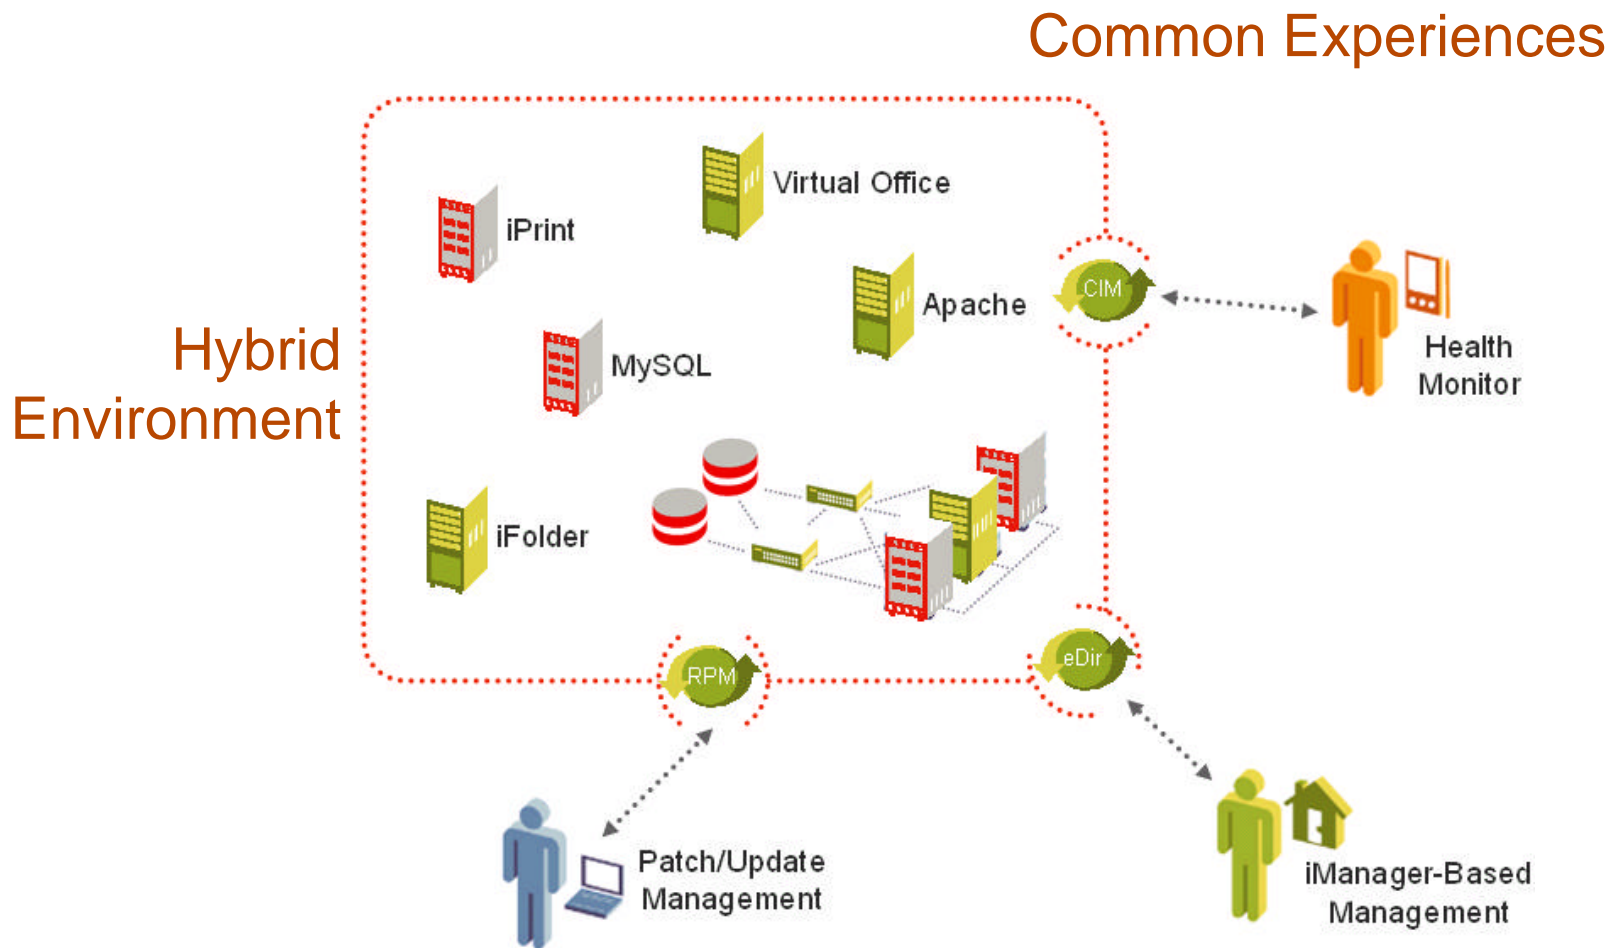 Common Experiences
Virtual Office
iPrint
CIM
Apache
Health
Monitor
Hybrid
Environment
MySQL
iFolder
eDir
RPM
Patch/Update
Management
iManager-Based
Management